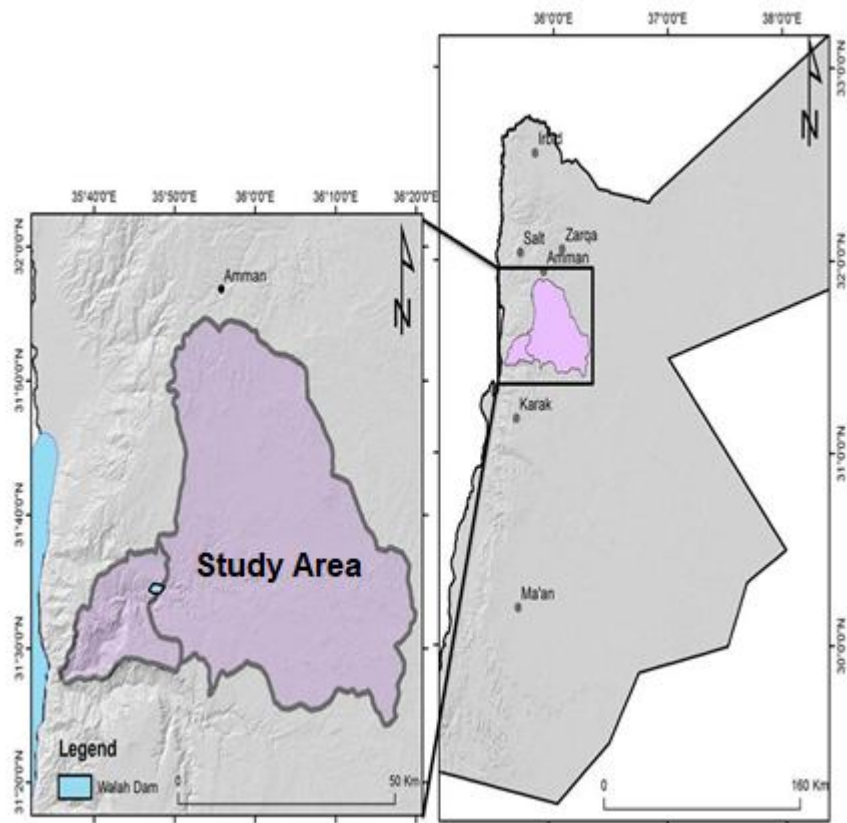 36°0'0"E 37°0'0"E 38°0'0"E
33°0'0"N
N
Irbid
35°40'0"E 35°50'0"E 36°0'0"E 36°10'0"E 36°20'0"E
Salt Zarqa
Amman
32°0'0"N
32°0'0"N
N
Amman
31°50'0"N
Karak
31°0'0"N
31°40'0"N
Study Area
Ma'an
31°30'0"N
30°0'0"N
Legend
Walah Dam
0 50 Km
31°20'0"N
0 160 Km